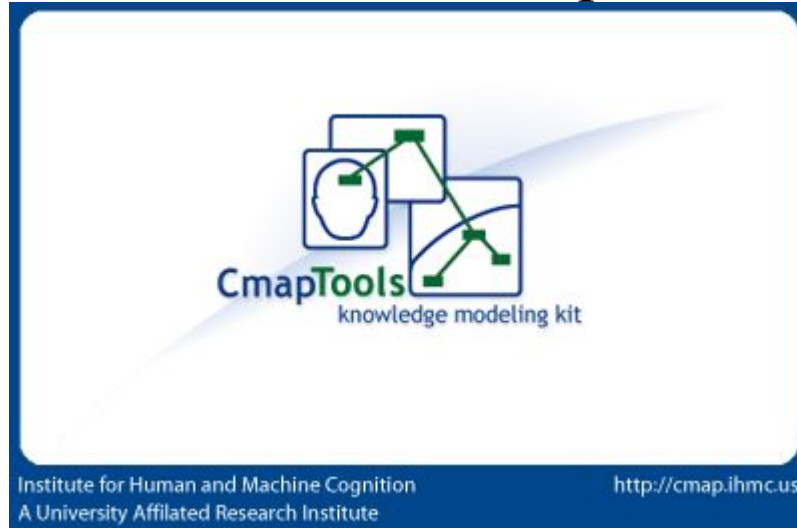 CmapTools
knowledge modeling kit
Institute for Human and Machine Cognition
http://cmap.ihmc.us
A University Affilated Research Institute